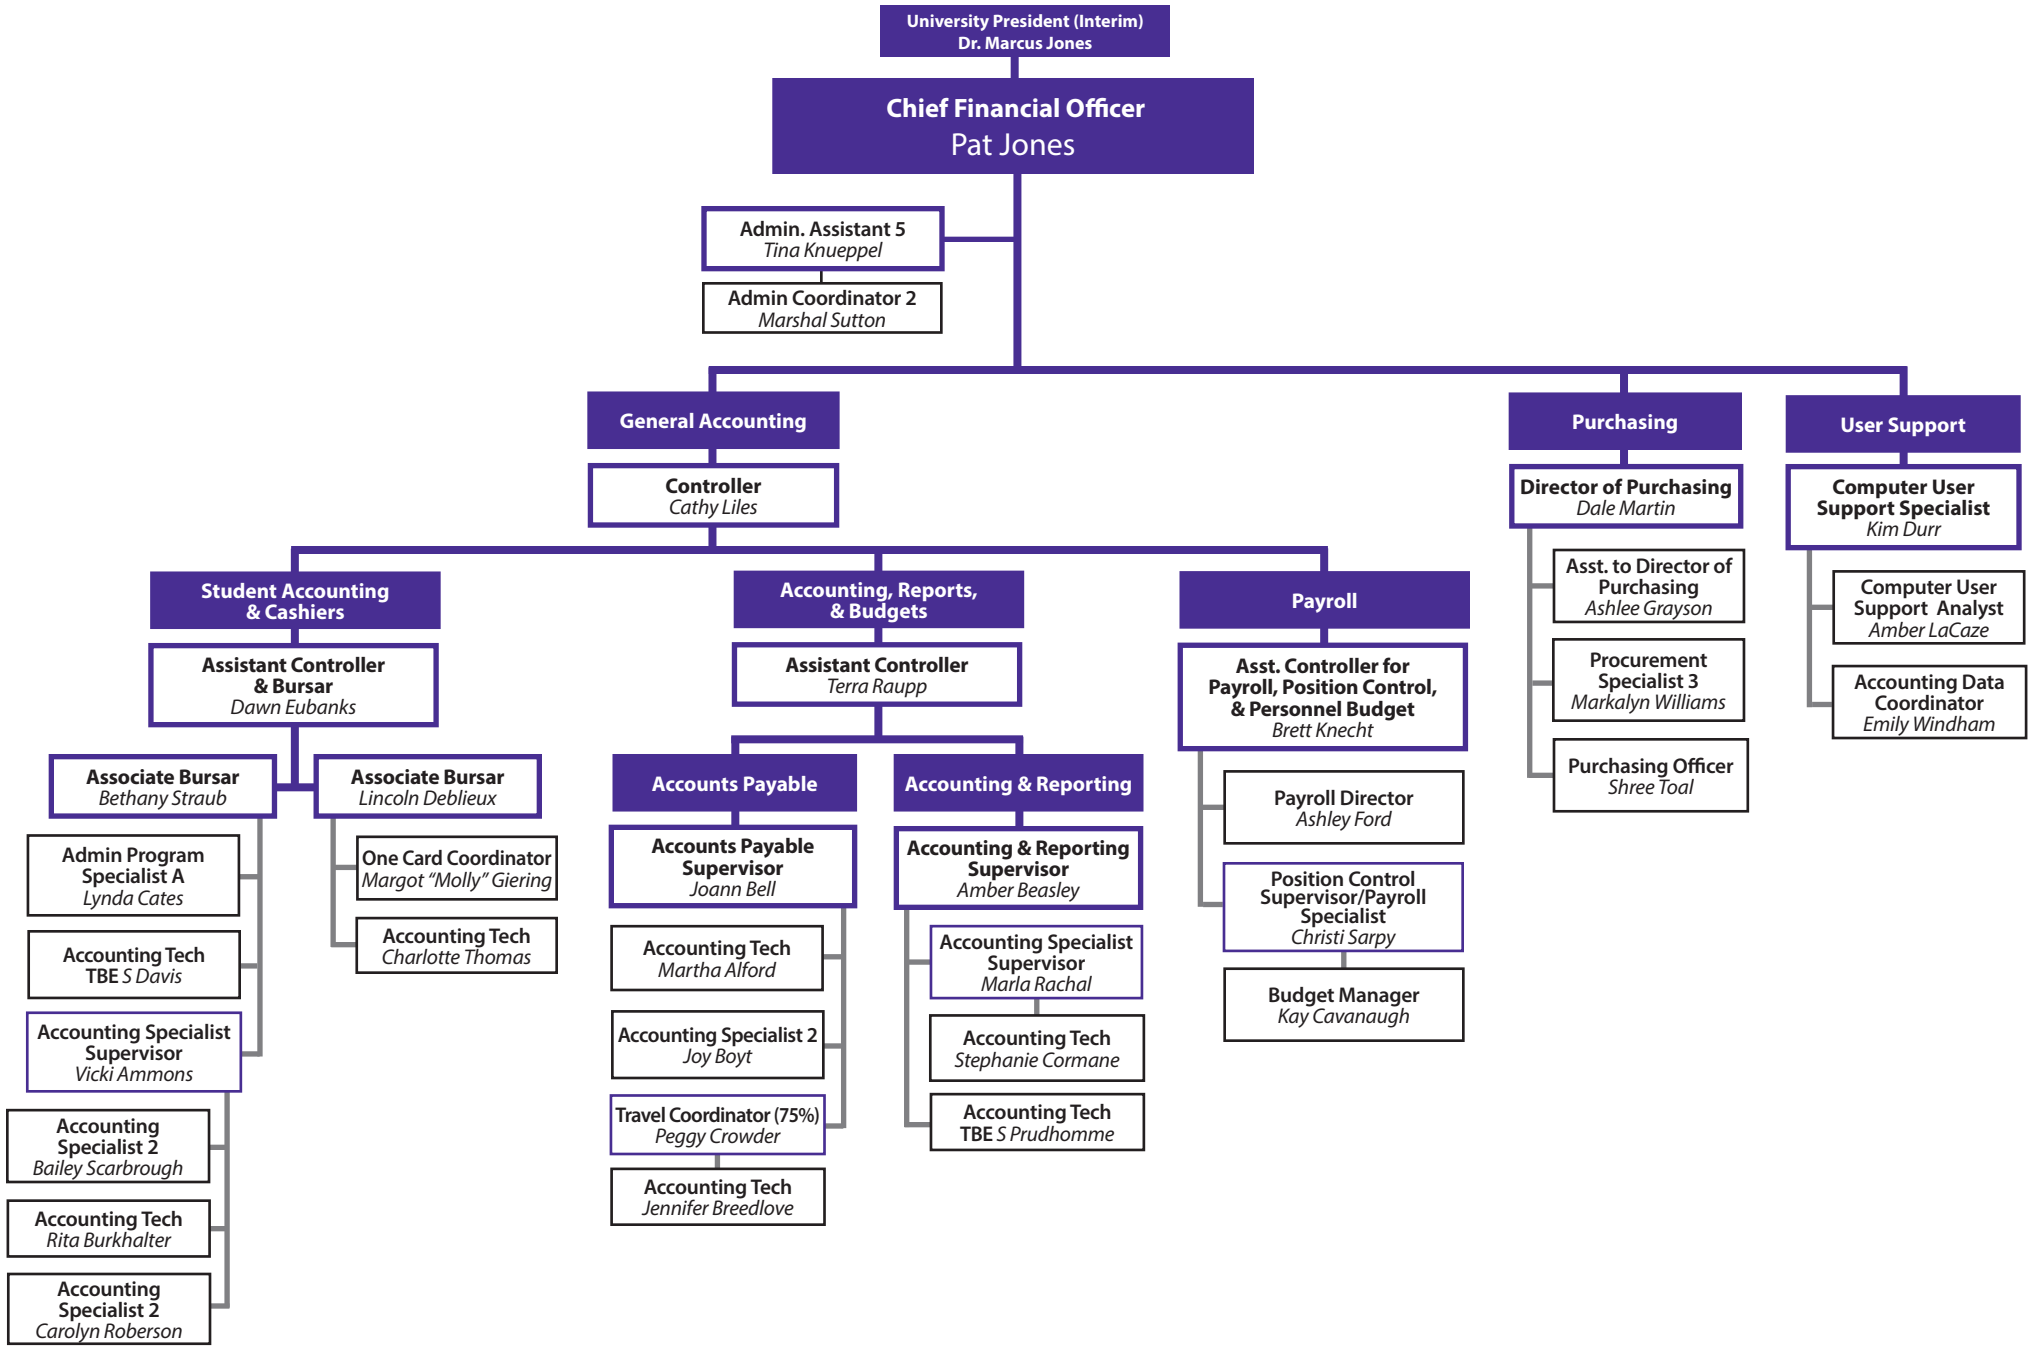 University President (Interim)
Dr. Marcus Jones
Chief Financial Officer
Pat Jones
Admin. Assistant 5
Tina Knueppel
Admin Coordinator 2
Marshal Sutton
General Accounting
Controller
Cathy Liles
Purchasing
Director of Purchasing
Dale Martin
Asst. to Director of
Purchasing
Ashlee Grayson
Procurement
Specialist 3
Markalyn Williams
Purchasing Officer
Shree Toal
User Support
Computer User
Support Specialist
Kim Durr
Computer User
Support Analyst
Amber LaCaze
Accounting Data
Coordinator
Emily Windham
Student Accounting
& Cashiers
Assistant Controller
& Bursar
Dawn Eubanks
Associate Bursar
Bethany Straub
Admin Program
Specialist A
Lynda Cates
Accounting Tech
TBE S Davis
Accounting Specialist
Supervisor
Vicki Ammons
Accounting
Specialist 2
Bailey Scarbrough
Accounting Tech
Rita Burkhalter
Accounting
Specialist 2
Carolyn Roberson
Associate Bursar
Lincoln Deblieux
One Card Coordinator
Margot “Molly” Giering
Accounting Tech
Charlotte Thomas
Accounting, Reports,
& Budgets
Assistant Controller
Terra Raupp
Accounts Payable
Accounts Payable
Supervisor
Joann Bell
Accounting Tech
Martha Alford
Accounting Specialist 2
Joy Boyt
Travel Coordinator (75%)
Peggy Crowder
Accounting Tech
Jennifer Breedlove
Accounting & Reporting
Accounting & Reporting
Supervisor
Amber Beasley
Accounting Specialist
Supervisor
Marla Rachal
Accounting Tech
Stephanie Cormane
Accounting Tech
TBE S Prudhomme
Payroll
Asst. Controller for
Payroll, Position Control,
& Personnel Budget
Brett Knecht
Payroll Director
Ashley Ford
Position Control
Supervisor/Payroll
Specialist
Christi Sarpy
Budget Manager
Kay Cavanaugh